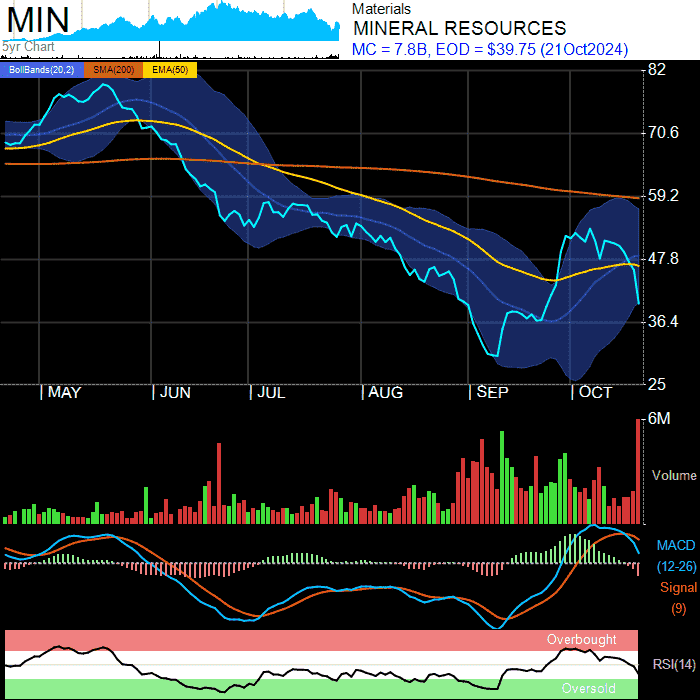 MIN
5yr Chart
Materials
MINERAL RESOURCES
MC = 7.8B, EOD = $39.75 (21Oct2024)
BollBands(20,2) SMA(200) EMA(50)
82
70.6
59.2
47.8
36.4
25
MAY JUN JUL AUG SEP OCT
6M
Volume
MACD
(12-26)
Signal
(9)
Overbought
RSI(14)
Oversold